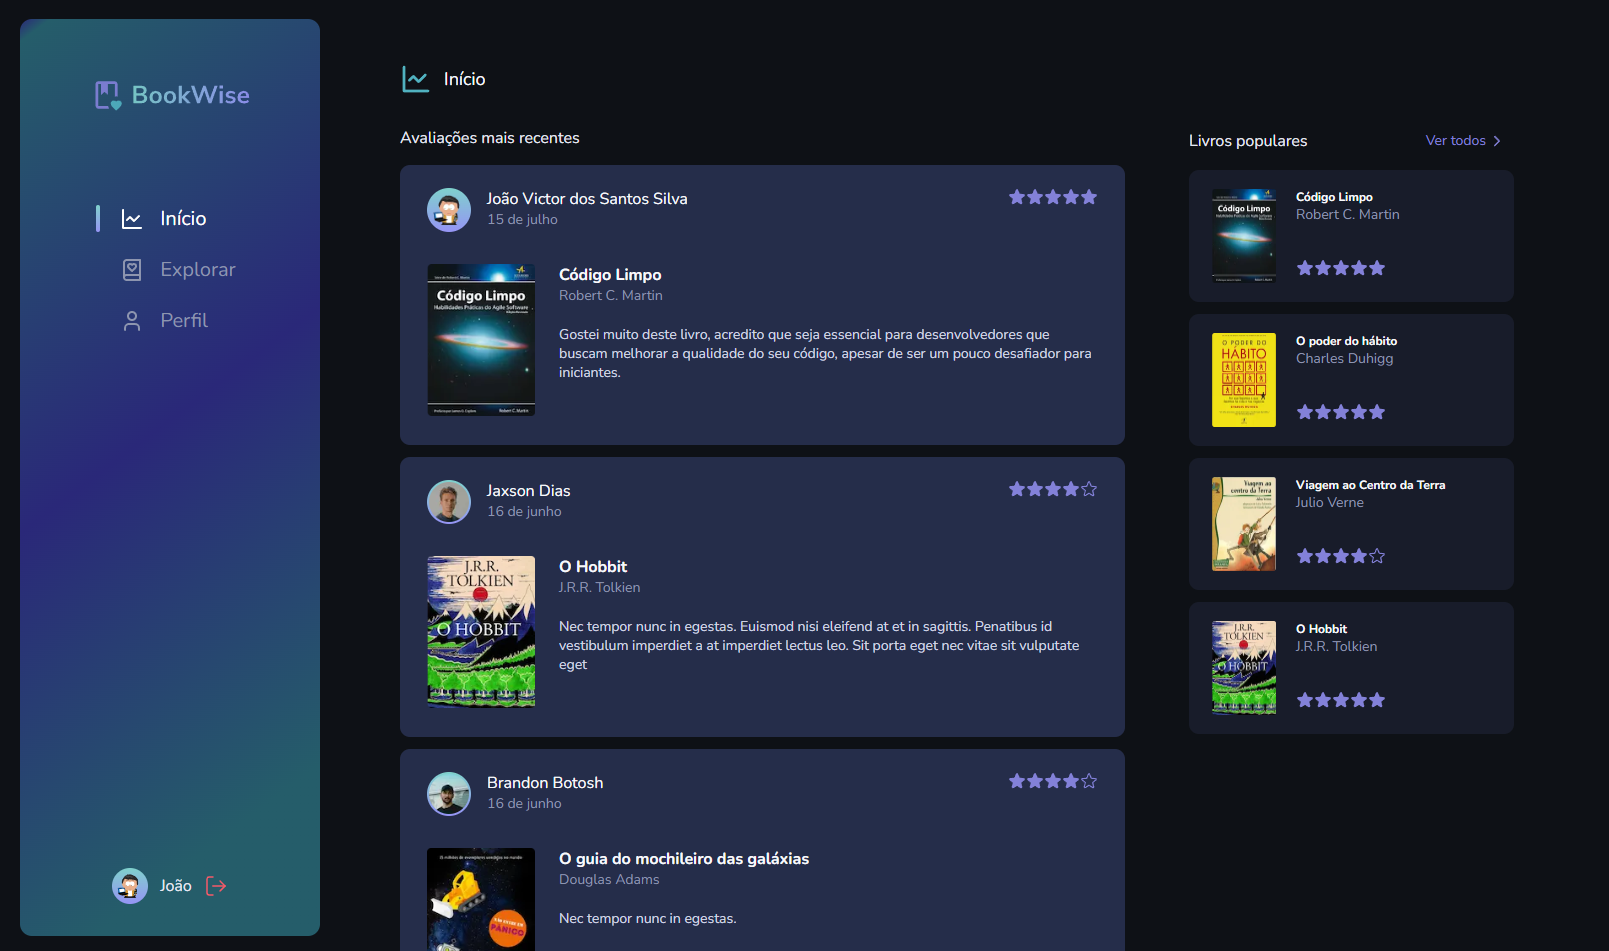 BookWise
Início
Explorar
Perfil
João
Início
Avaliações mais recentes
João Victor dos Santos Silva
15 de julho
Código Limpo
Habilidades Práticas do Agile Software
Robert C. Martin
Código Limpo
Robert C. Martin
Gostei muito deste livro, acredito que seja essencial para desenvolvedores que
buscam melhorar a qualidade do seu código, apesar de ser um pouco desafiador para
iniciantes.
Jaxson Dias
16 de junho
J.R.R.
TOLKIEN
O HOBBIT
O Hobbit
J.R.R. Tolkien
Nec tempor nunc in egestas. Euismod nisi eleifend at et in sagittis. Penatibus id
vestibulum imperdiet a at imperdiet lectus leo. Sit porta eget nec vitae sit vulputate
eget
Brandon Botosh
16 de junho
PÂNICO
O guia do mochileiro das galáxias
Douglas Adams
Nec tempor nunc in egestas.
Livros populares
Ver todos
Código Limpo
Código Limpo
Robert C. Martin
O PODER DO
HÁBITO
O poder do hábito
Charles Duhigg
Viagem ao
centro da Terra
Viagem ao Centro da Terra
Julio Verne
J.R.R.
TOLKIEN
O HOBBIT
O Hobbit
J.R.R. Tolkien